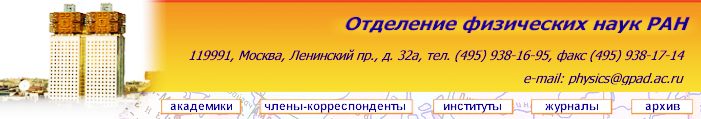 Отделение физических наук РАН
119991, Москва, Ленинский пр., д. 32а, тел. (495) 938-16-95, факс (495) 938-17-14
e-mail: physics@gpad.ac.ru
академики члены-корреспонденты институты журналы архив